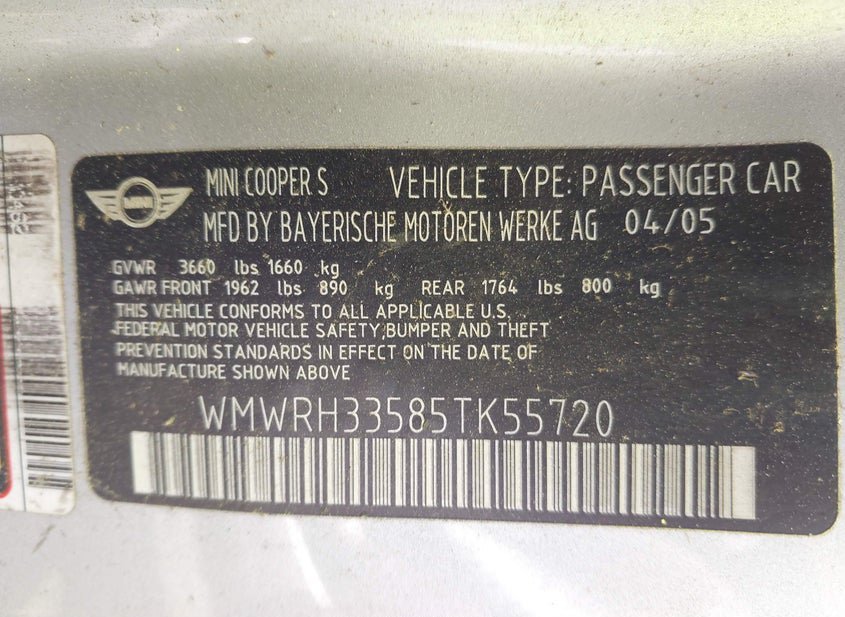 MINI COOPER S VEHICLE TYPE: PASSENGER CAR
MINI
MFD BY BAYERISCHE MOTOREN WERKE AG 04/05
GVWR 3660 lbs 1660 kg
GAWR FRONT 1962 lbs 890 kg REAR 1764 lbs 800 kg
THIS VEHICLE CONFORMS TO ALL APPLICABLE U.S.
FEDERAL MOTOR VEHICLE SAFETY,BUMPER AND THEFT
PREVENTION STANDARDS IN EFFECT ON THE DATE OF
MANUFACTURE SHOWN ABOVE
WMWRH33585TK55720